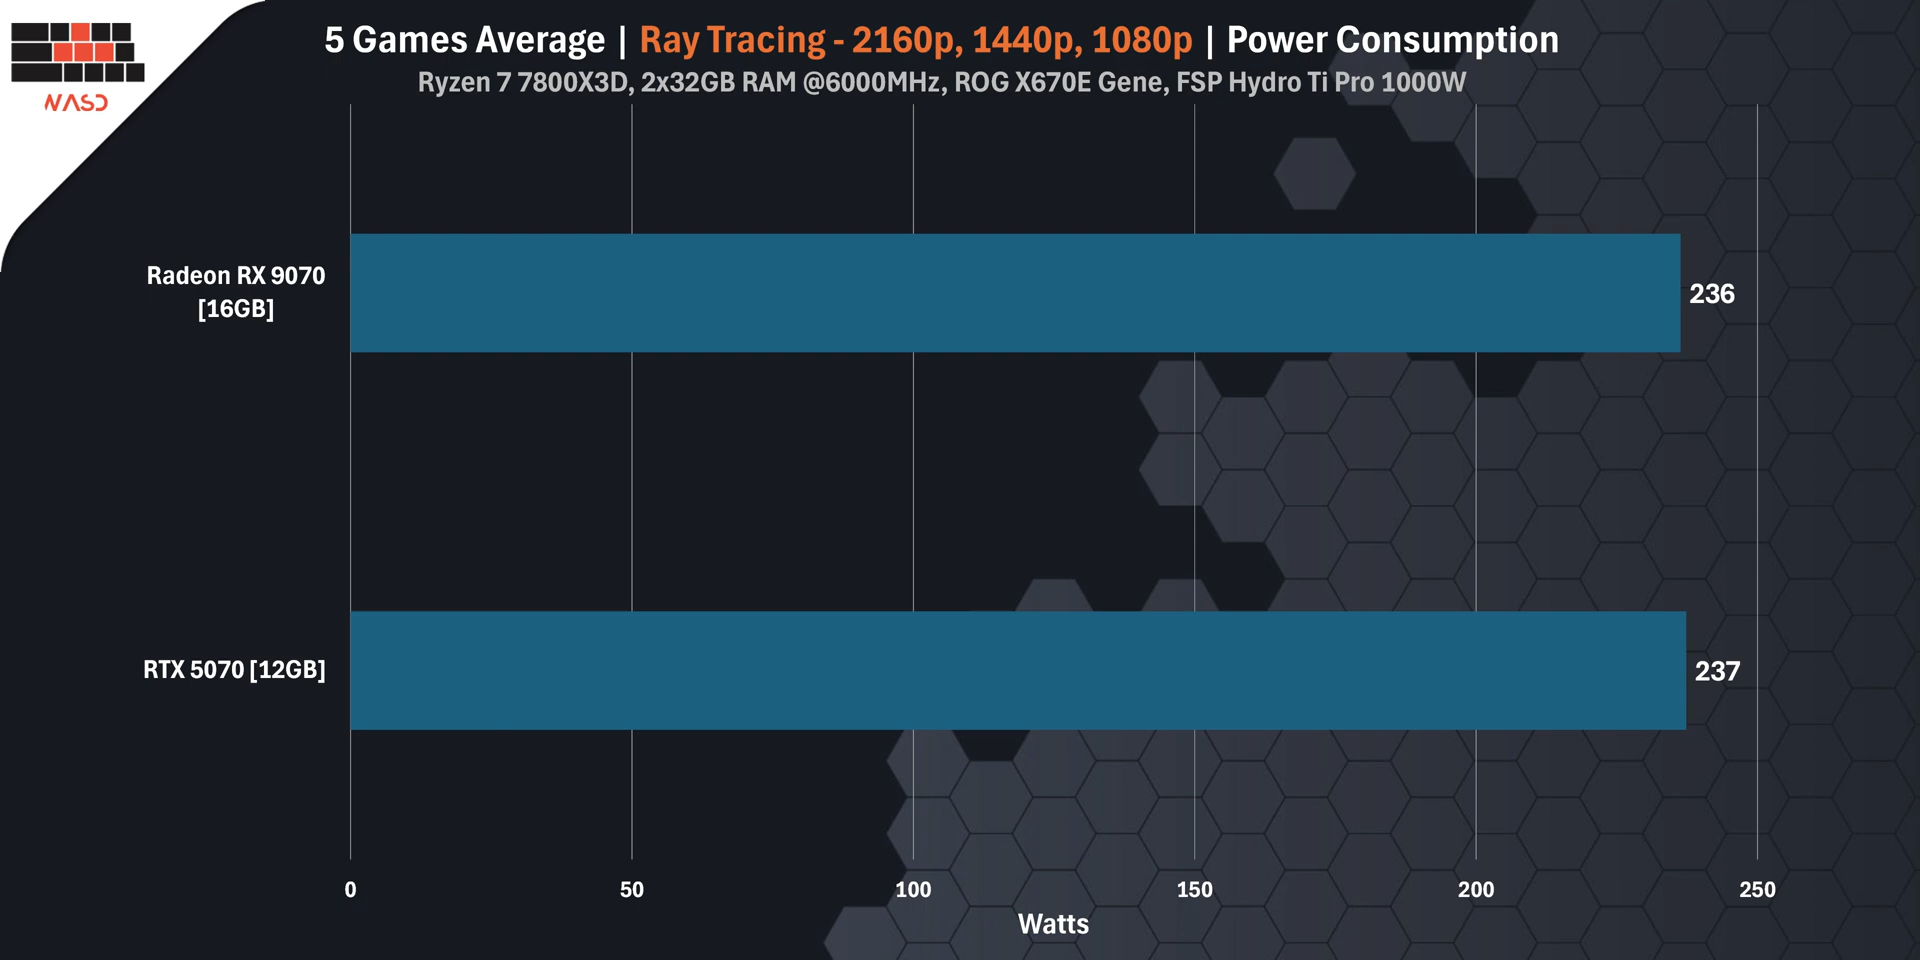 WASD
5 Games Average | Ray Tracing - 2160p, 1440p, 1080p | Power Consumption
Ryzen 7 7800X3D, 2x32GB RAM @6000MHz, ROG X670E Gene, FSP Hydro Ti Pro 1000W
Radeon RX 9070
[16GB]
236
RTX 5070 [12GB]
237
0 50 100 150 200 250
Watts